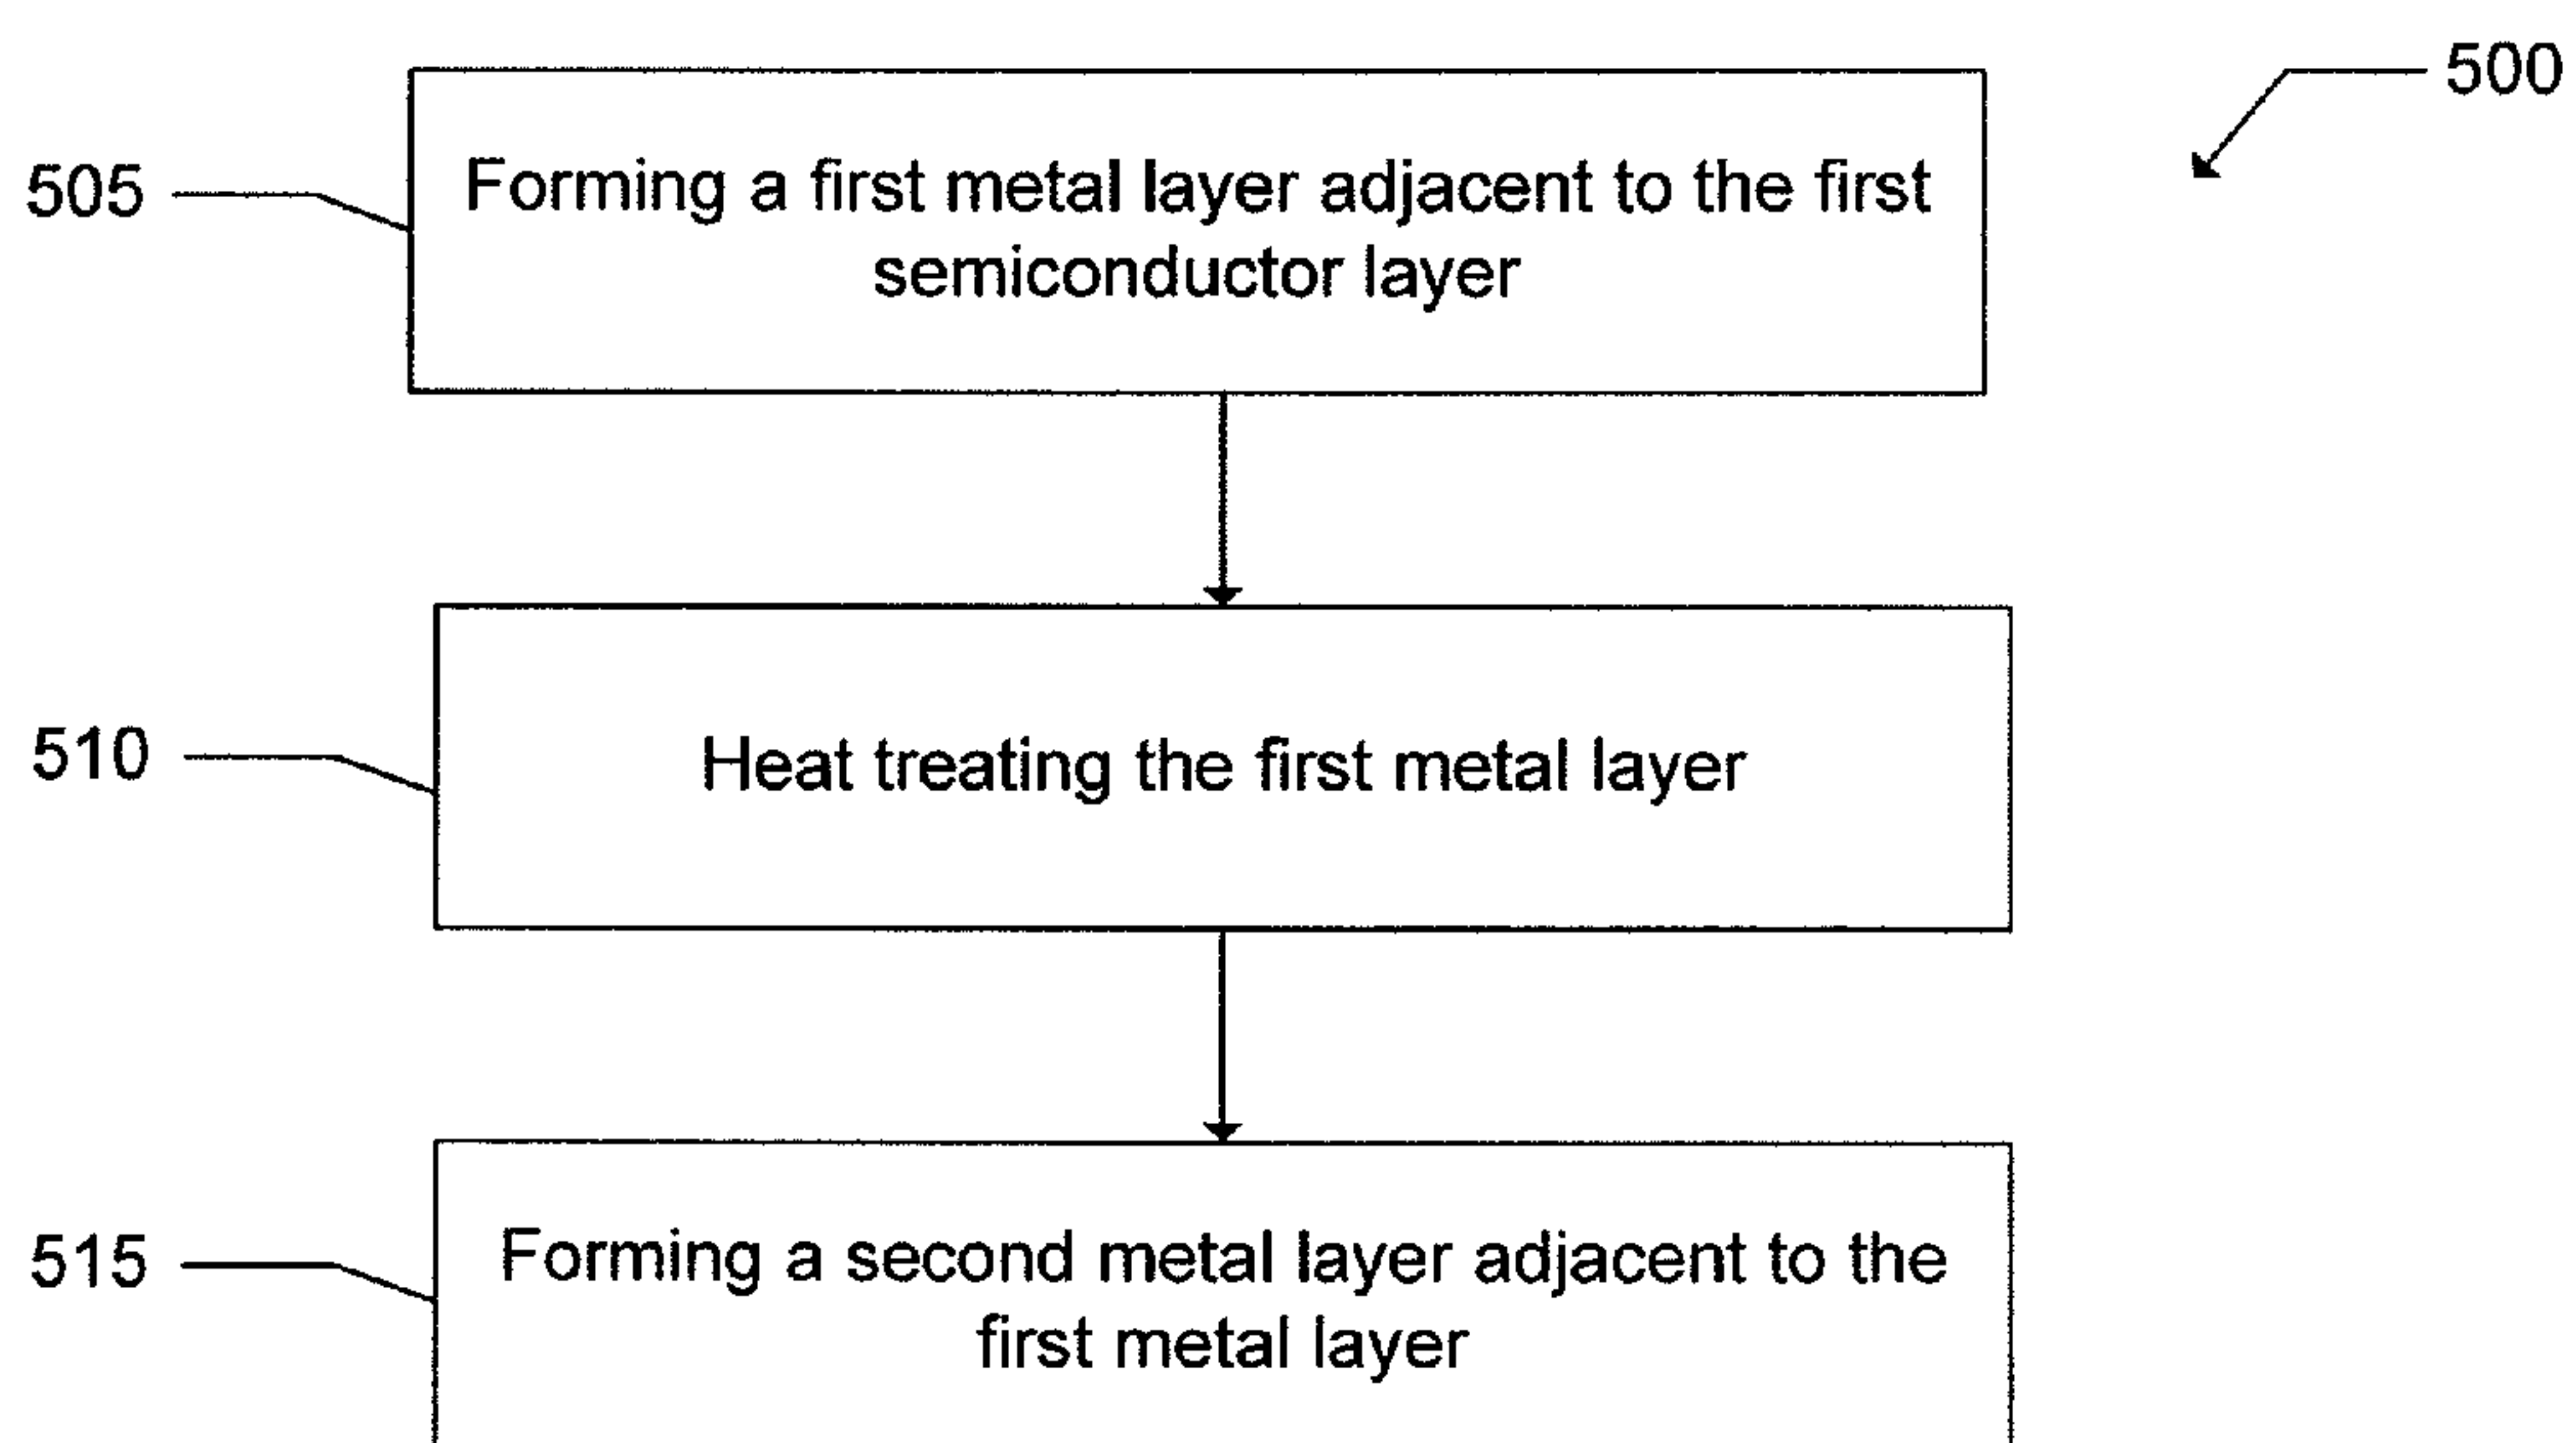 500
505
Forming a first metal layer adjacent to the first
semiconductor layer
510
Heat treating the first metal layer
515
Forming a second metal layer adjacent to the
first metal layer